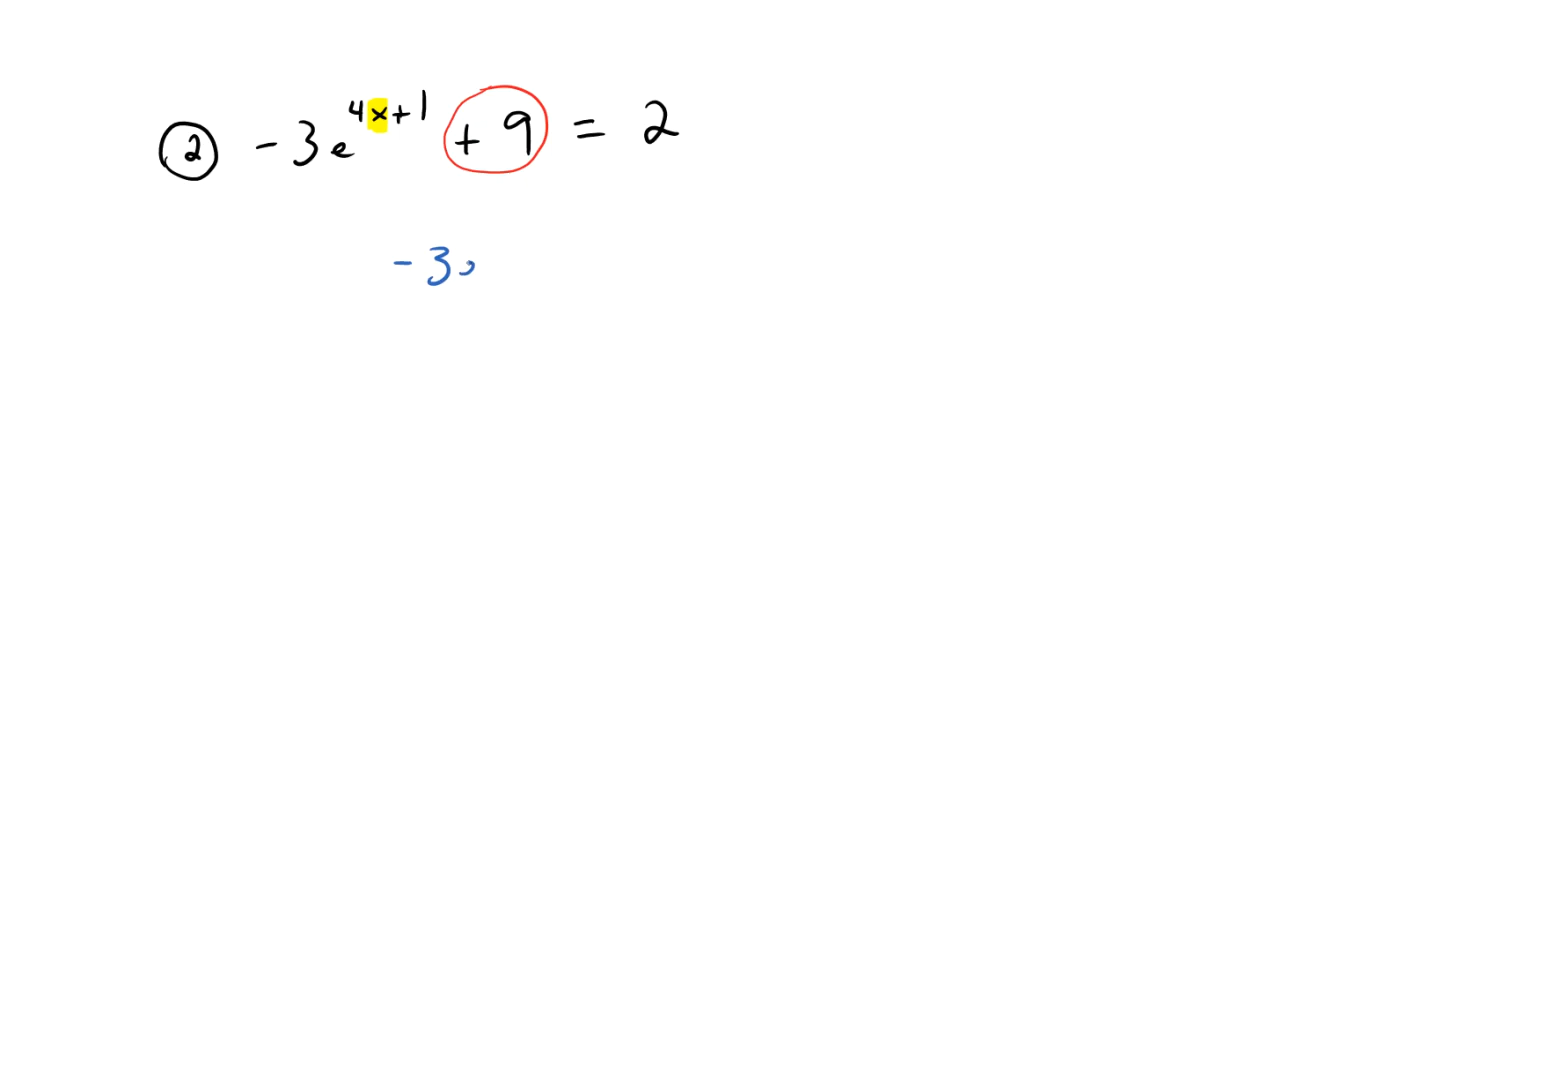 ② -3e^{4x+1} + 9 = 2
-3